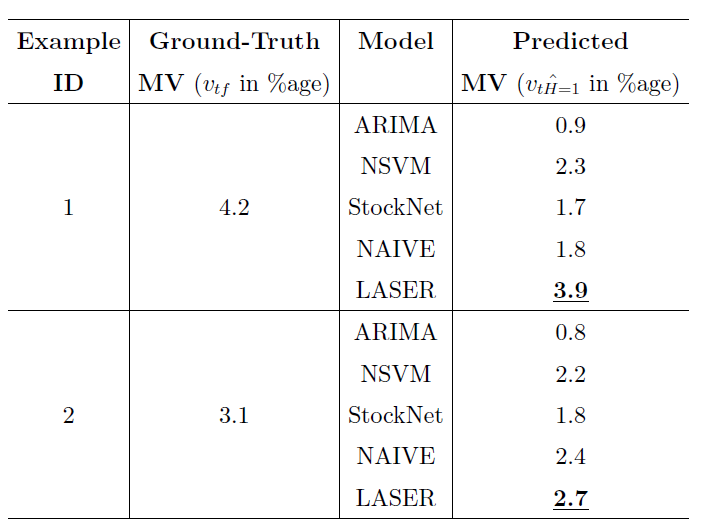 Example Ground-Truth Model Predicted
ID MV (v_{tf} in %age) MV (v_{t\hat{H}=1} in %age)
ARIMA 0.9
NSVM 2.3
1 4.2 StockNet 1.7
NAIVE 1.8
LASER 3.9
ARIMA 0.8
NSVM 2.2
2 3.1 StockNet 1.8
NAIVE 2.4
LASER 2.7